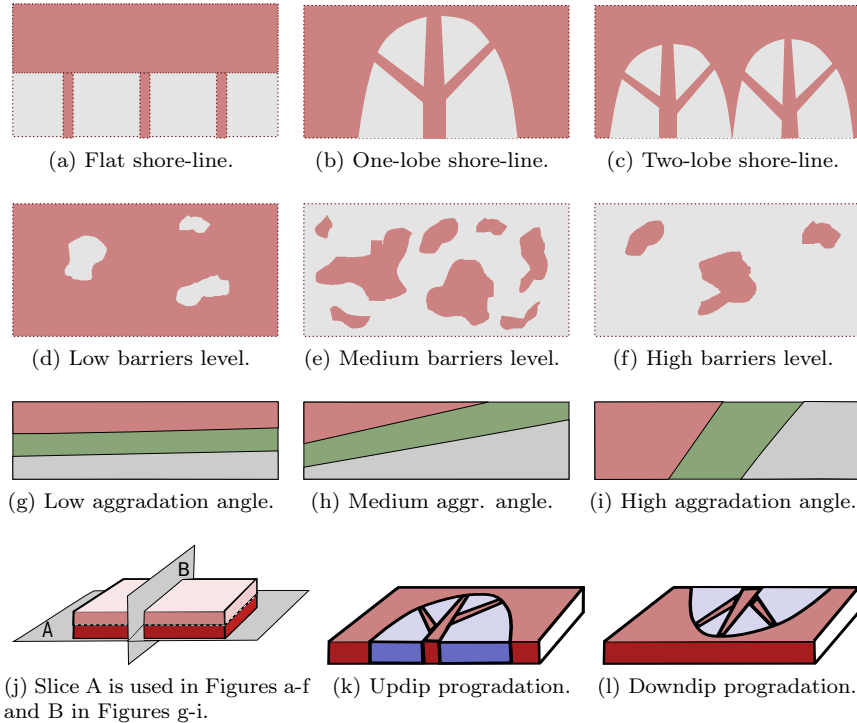 (a) Flat shore-line.
(b) One-lobe shore-line.
(c) Two-lobe shore-line.
(d) Low barriers level.
(e) Medium barriers level.
(f) High barriers level.
(g) Low aggradation angle.
(h) Medium aggr. angle.
(i) High aggradation angle.
A
B
(j) Slice A is used in Figures a-f
and B in Figures g-i.
(k) Updip progradation.
(l) Downdip progradation.